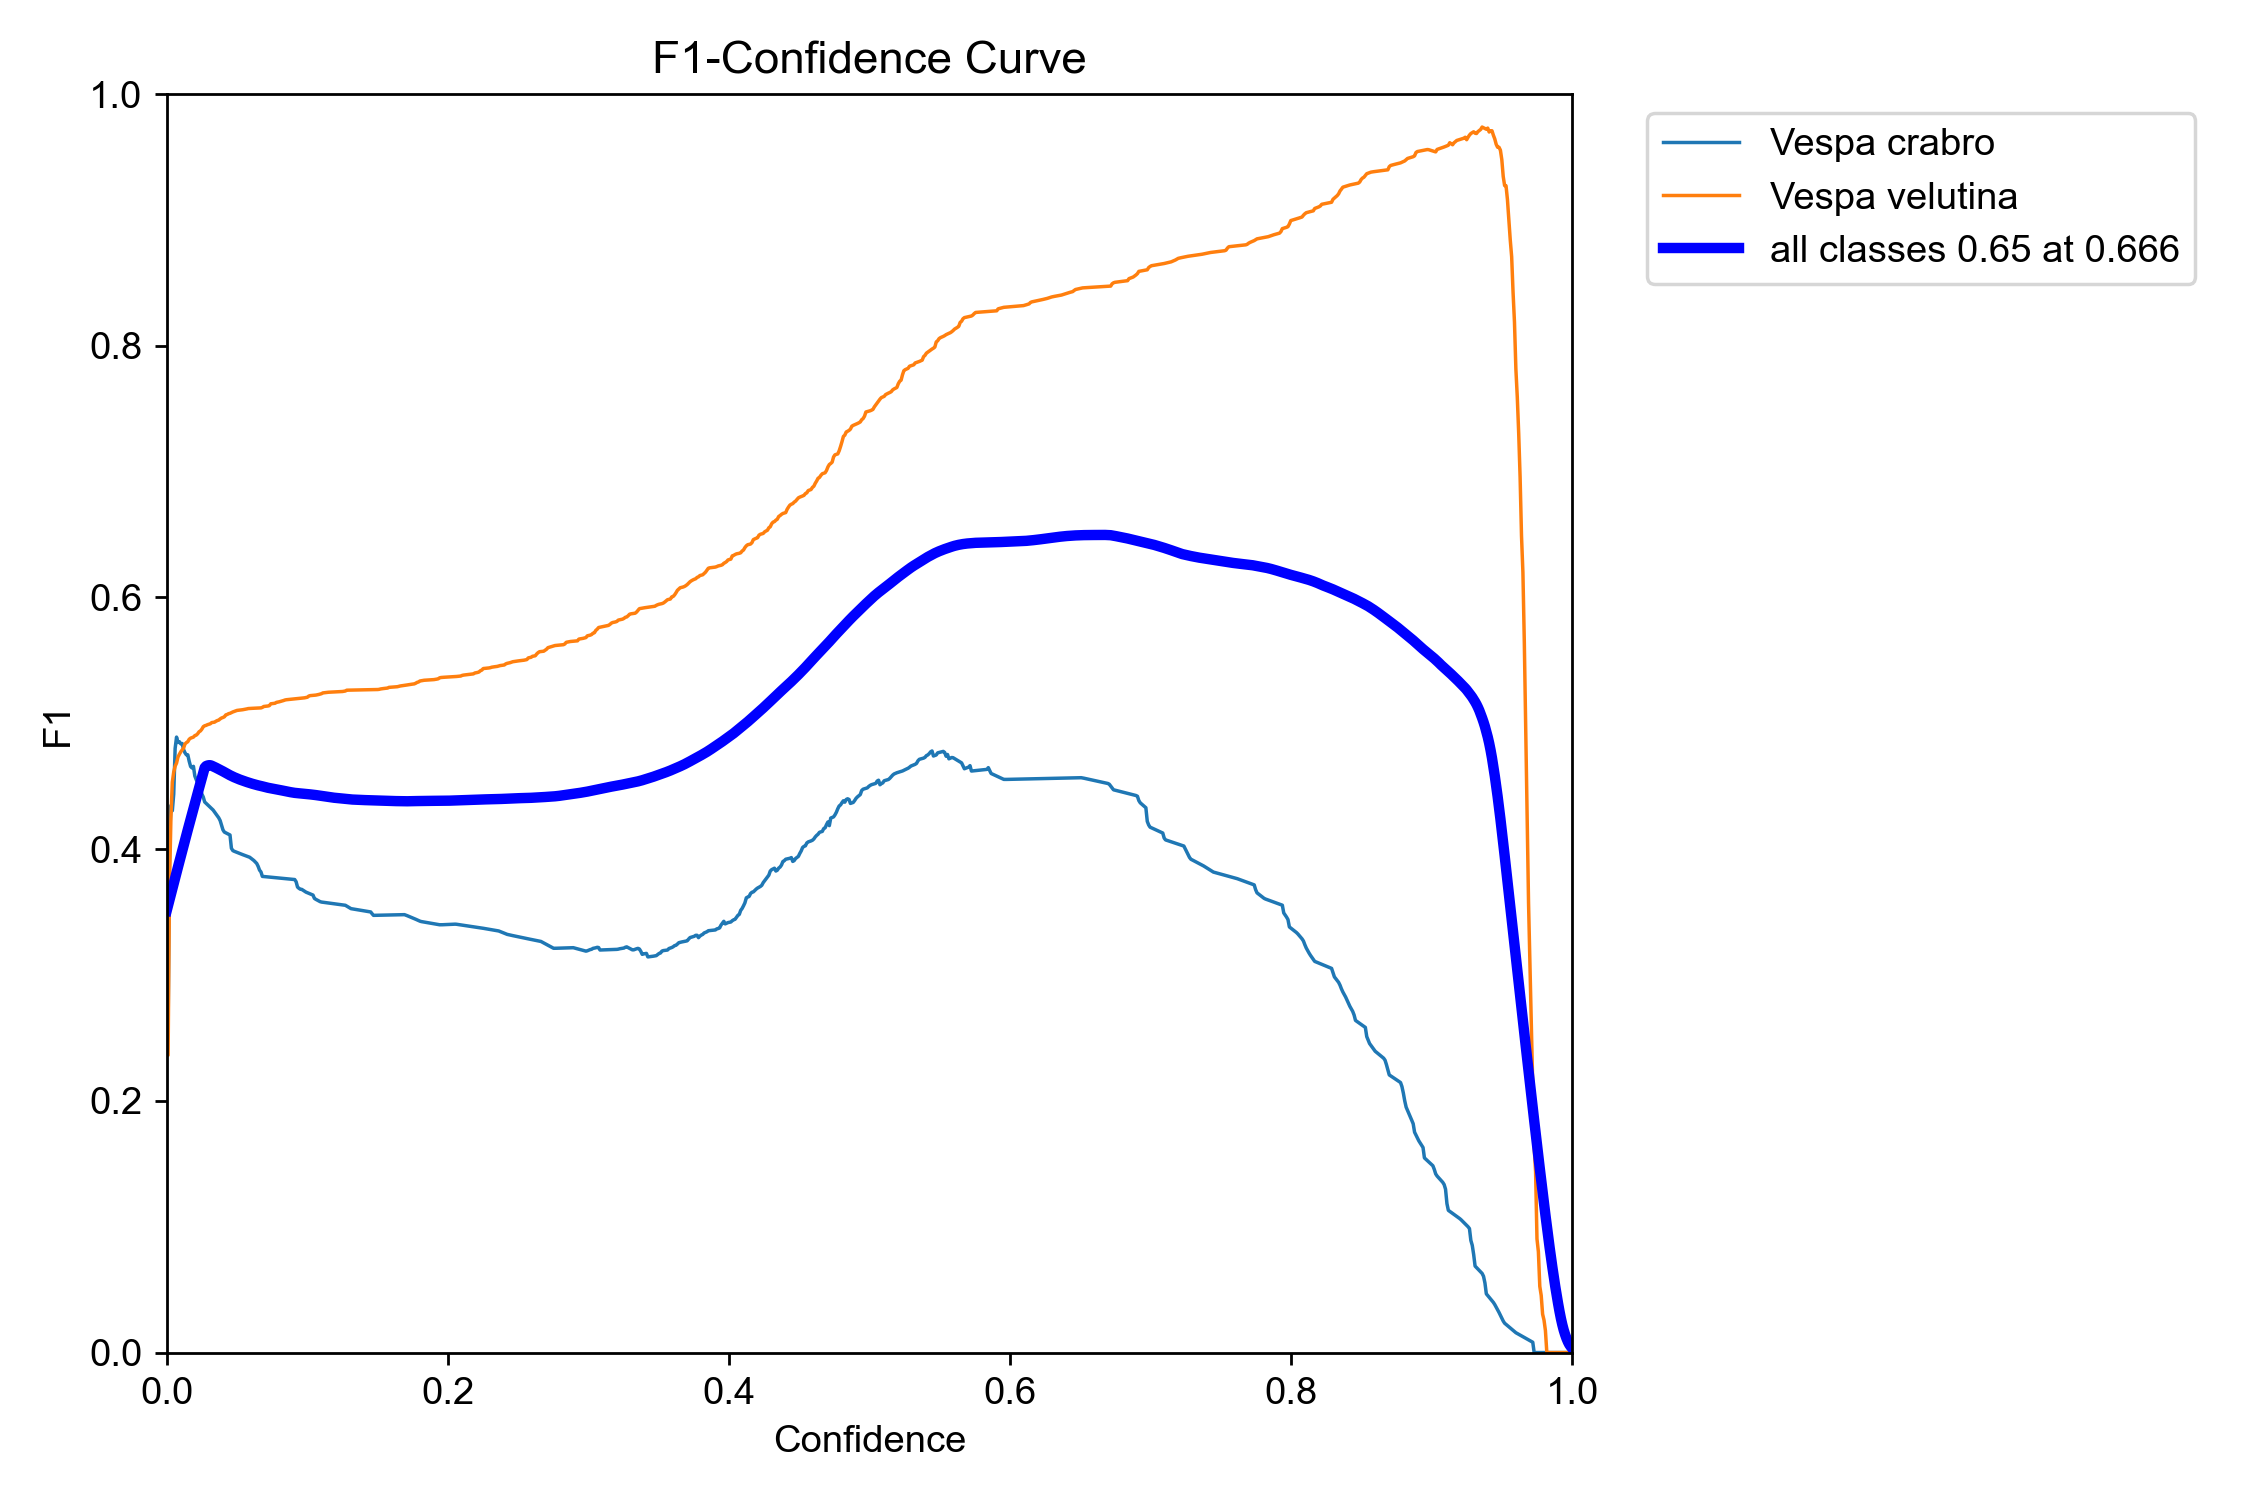 F1-Confidence Curve
Vespa crabro
Vespa velutina
all classes 0.65 at 0.666
1.0
0.8
0.6
0.4
0.2
0.0
F1
0.0 0.2 0.4 0.6 0.8 1.0
Confidence